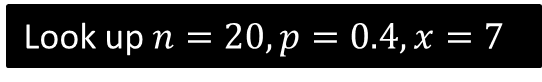 Look up n = 20, p = 0.4, x = 7